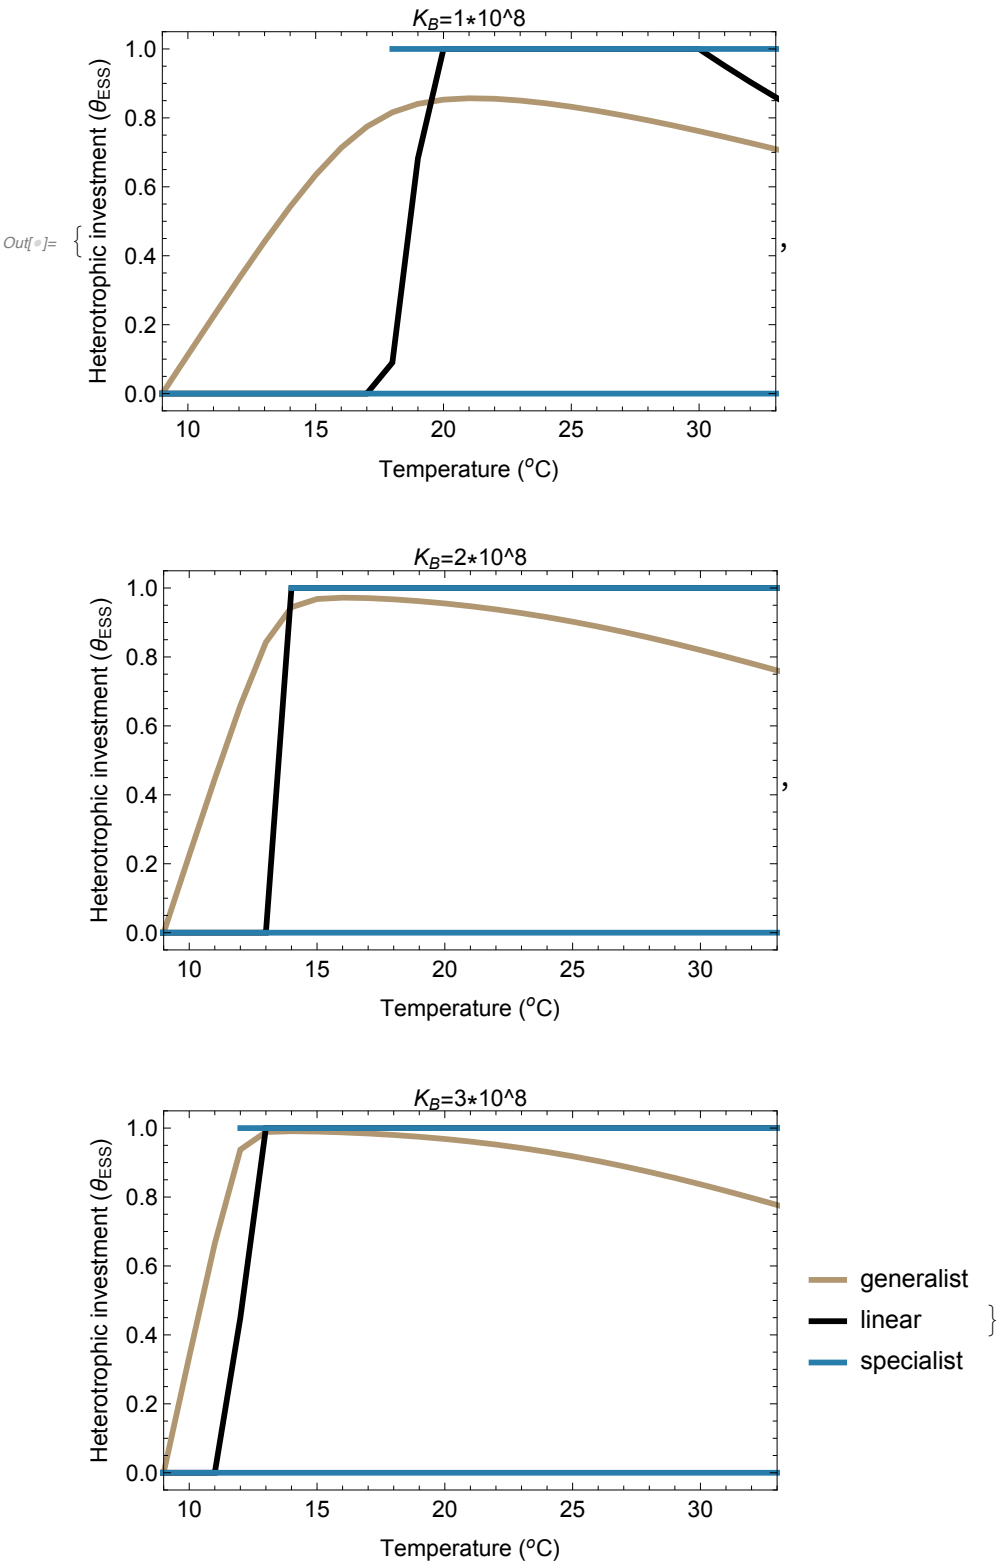 K_B=1*10^8
1.0
0.8
0.6
0.4
0.2
0.0
Heterotrophic investment (θ_ESS)
Out[•]= {
,
10 15 20 25 30
Temperature (°C)
K_B=2*10^8
1.0
0.8
0.6
0.4
0.2
0.0
Heterotrophic investment (θ_ESS)
,
10 15 20 25 30
Temperature (°C)
K_B=3*10^8
1.0
0.8
0.6
0.4
0.2
0.0
Heterotrophic investment (θ_ESS)
10 15 20 25 30
Temperature (°C)
generalist
linear }
specialist